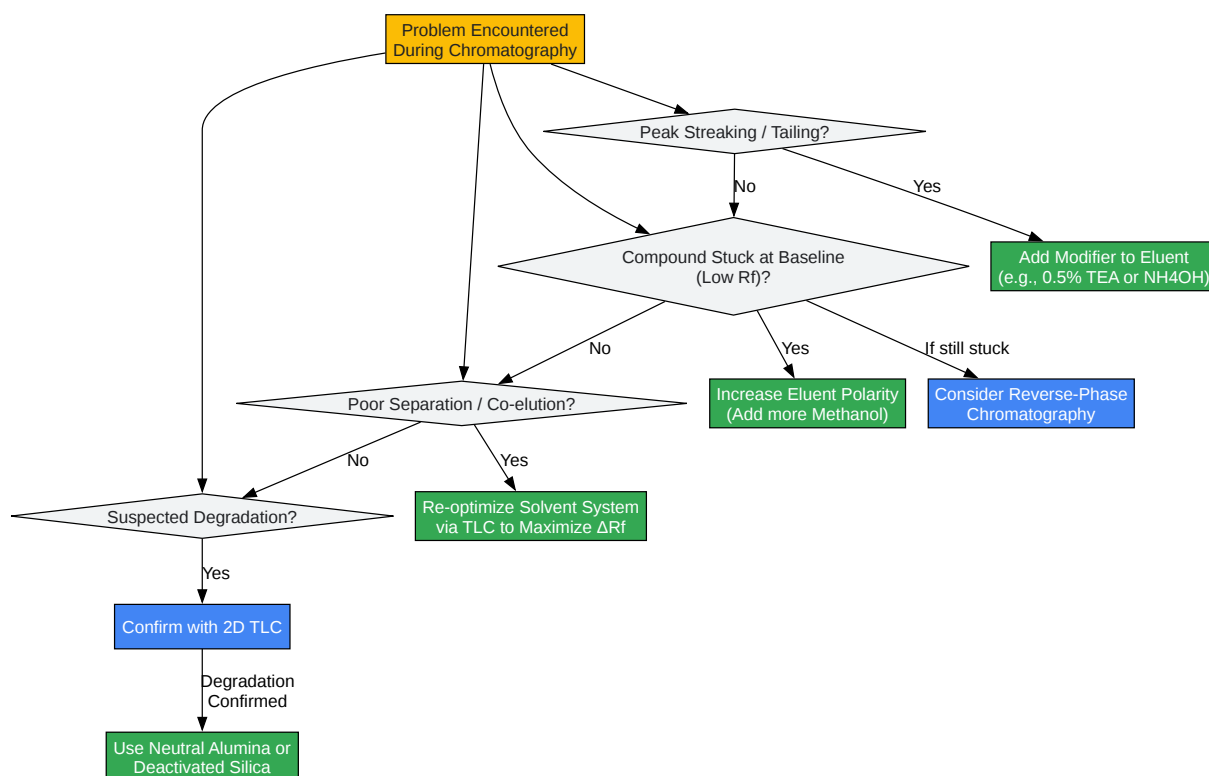 Problem Encountered
During Chromatography
Peak Streaking / Tailing?
No
Yes
Compound Stuck at Baseline
(Low Rf)?
Add Modifier to Eluent
(e.g., 0.5% TEA or NH4OH)
No
Yes
If still stuck
Poor Separation / Co-elution?
Increase Eluent Polarity
(Add more Methanol)
Consider Reverse-Phase
Chromatography
No
Yes
Suspected Degradation?
Re-optimize Solvent System
via TLC to Maximize ΔRf
Yes
Confirm with 2D TLC
Degradation
Confirmed
Use Neutral Alumina or
Deactivated Silica